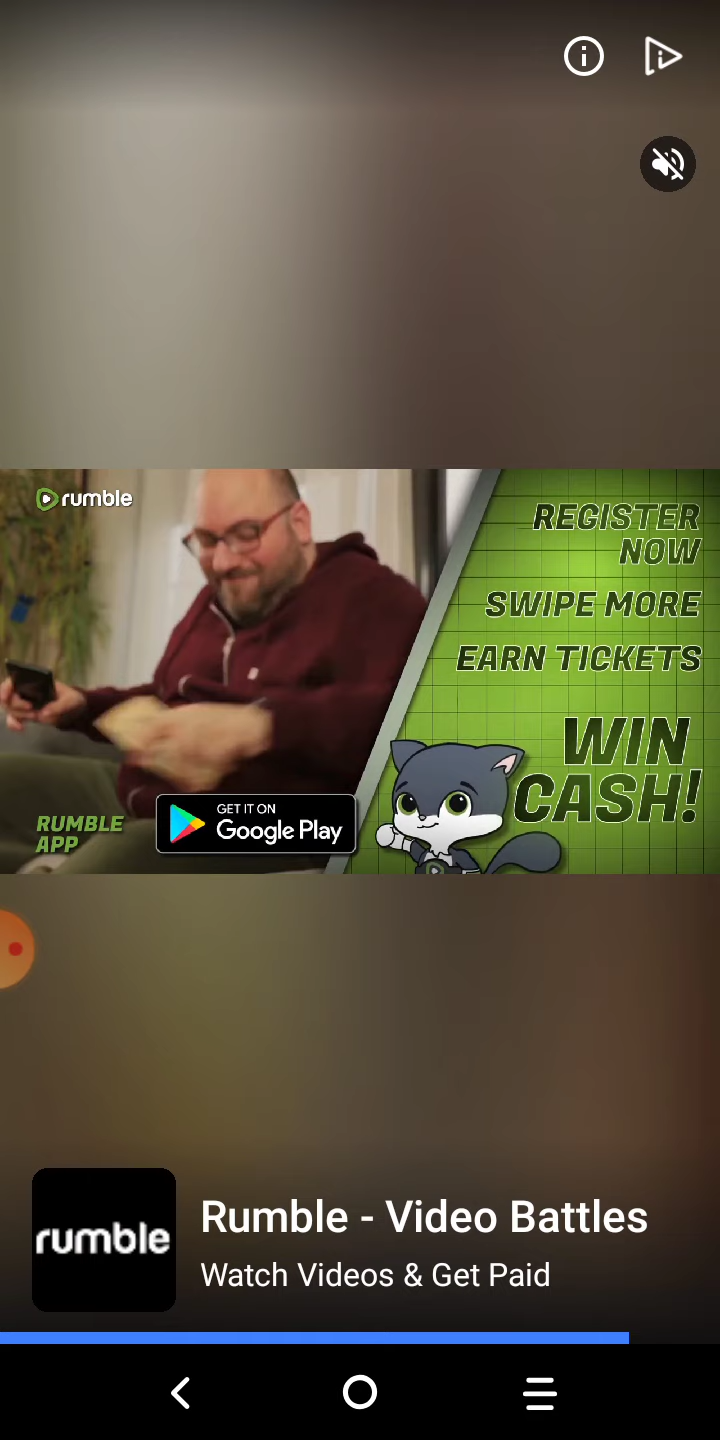 rumble
REGISTER
NOW
SWIPE MORE
EARN TICKETS
WIN
CASH!
RUMBLE
APP
GET IT ON
Google Play
rumble
Rumble - Video Battles
Watch Videos & Get Paid